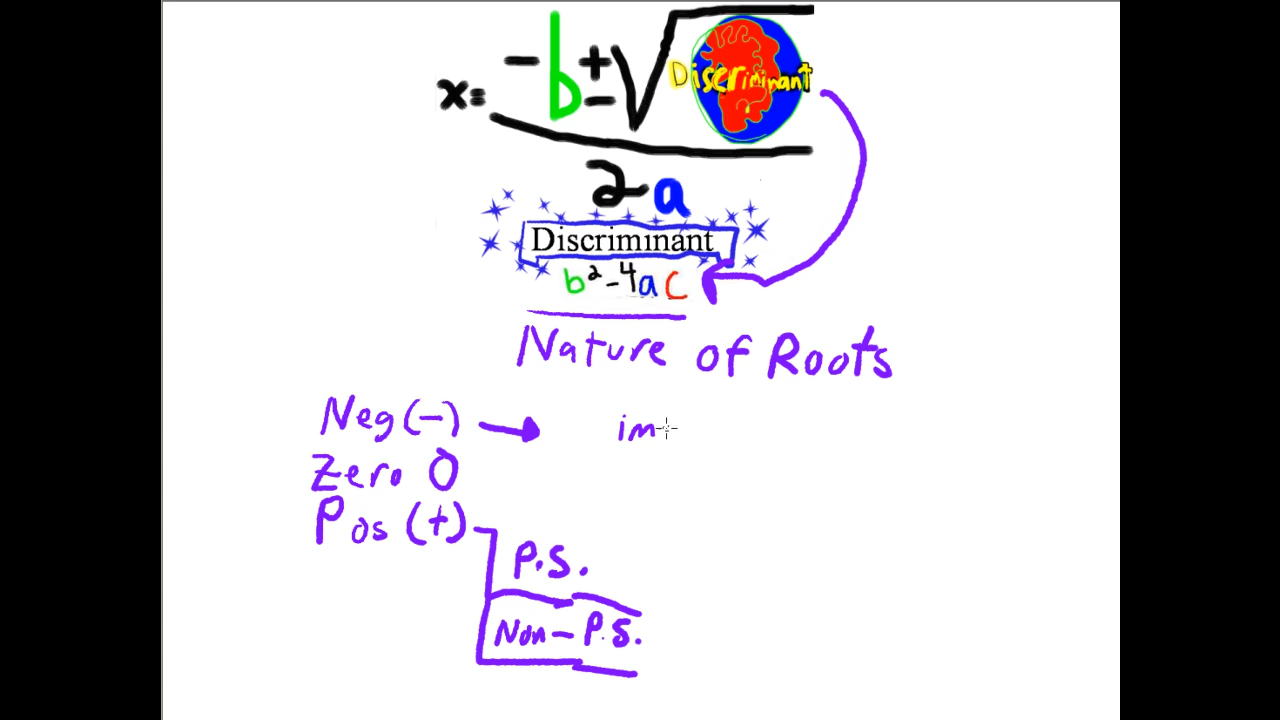 x = -b ± √ Discriminant
2a
Discriminant
b² - 4ac
Nature of Roots
Neg (-) → im
Zero 0
Pos (+)
P.S.
Non - P.S.